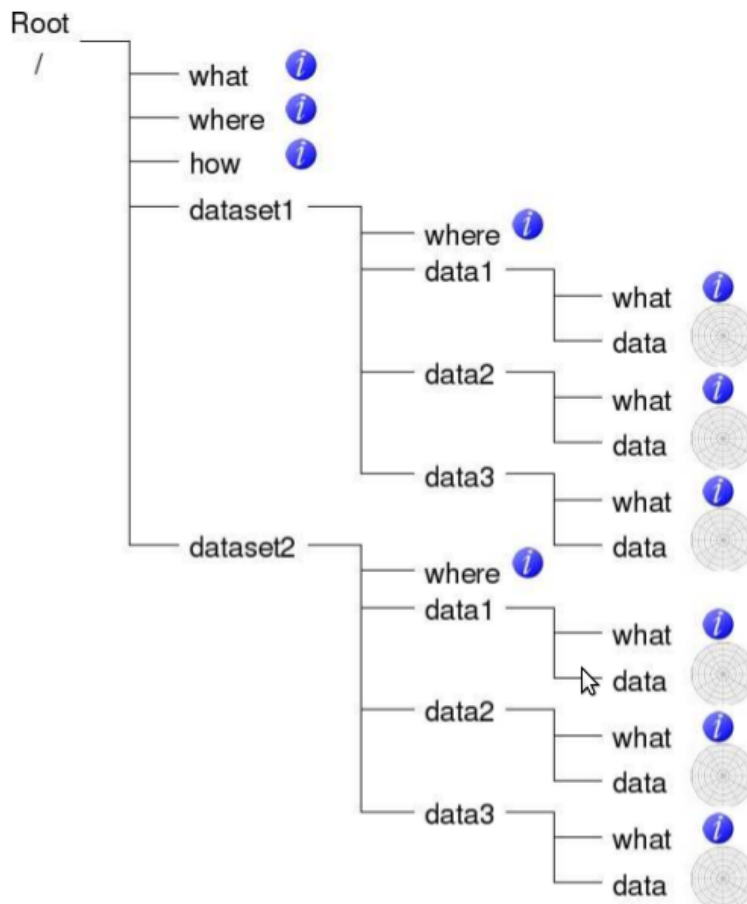 Root
/
what i
where i
how i
dataset1
where i
data1
what i
data
data2
what i
data
data3
what i
data
dataset2
where i
data1
what i
data
data2
what i
data
data3
what i
data